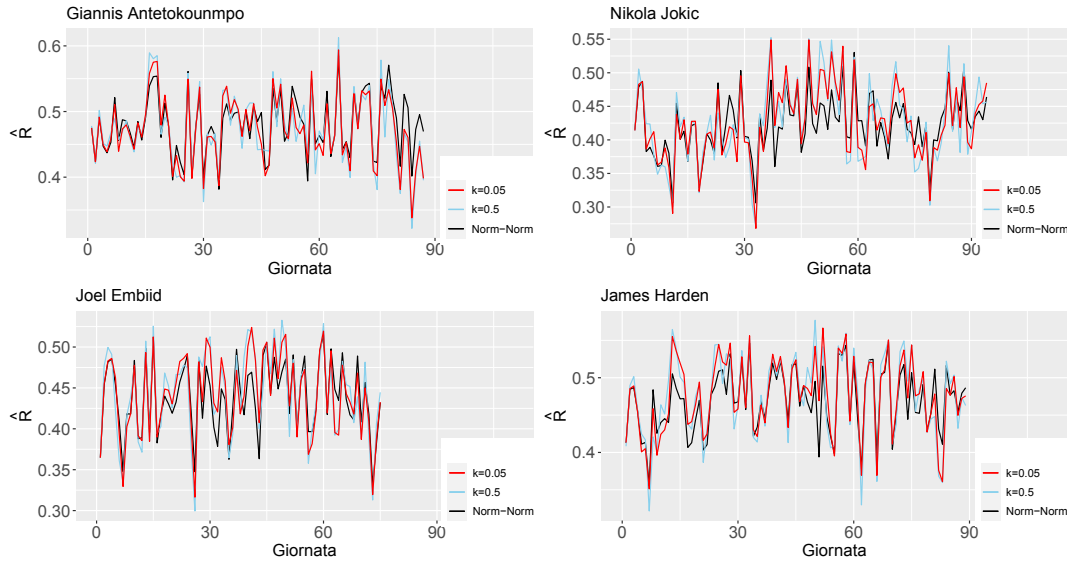 Giannis Antetokounmpo
0.6
0.5
0.4
R̂
0
30
60
90
Giornata
k=0.05
k=0.5
Norm−Norm
Nikola Jokic
0.55
0.50
0.45
0.40
0.35
0.30
R̂
0
30
60
90
Giornata
k=0.05
k=0.5
Norm−Norm
Joel Embiid
0.50
0.45
0.40
0.35
0.30
R̂
0
30
60
90
Giornata
k=0.05
k=0.5
Norm−Norm
James Harden
0.5
0.4
R̂
0
30
60
90
Giornata
k=0.05
k=0.5
Norm−Norm